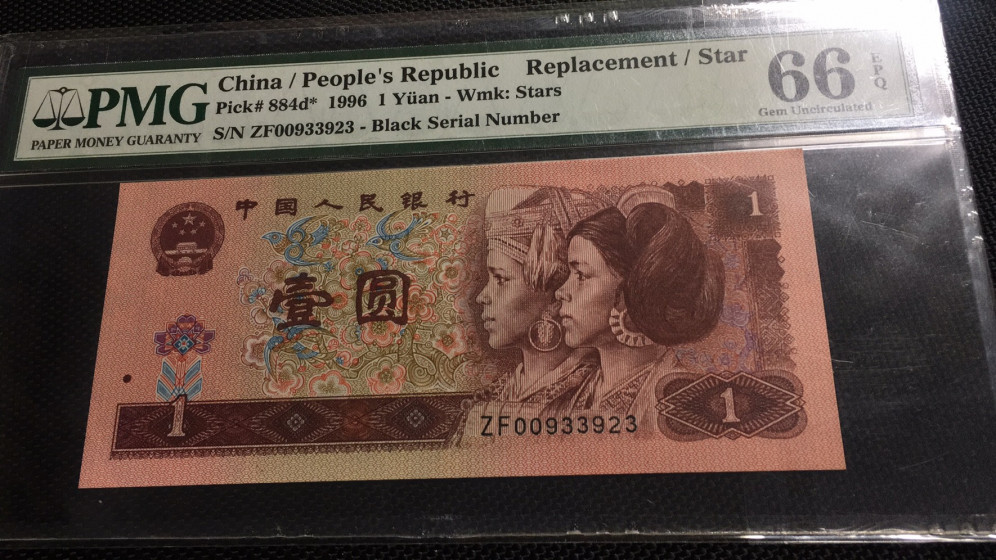 PMG
PAPER MONEY GUARANTY
China / People's Republic Replacement / Star
Pick# 884d* 1996 1 Yüan - Wmk: Stars
S/N ZF00933923 - Black Serial Number
66
EPQ
Gem Uncirculated
中国人民银行
1
壹圆
1
1
ZF00933923